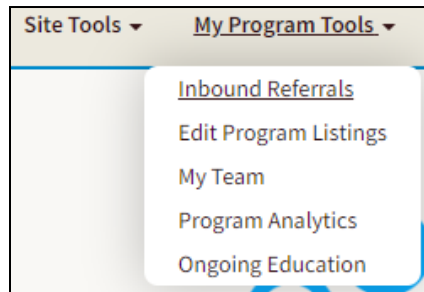 Site Tools My Program Tools
Inbound Referrals
Edit Program Listings
My Team
Program Analytics
Ongoing Education